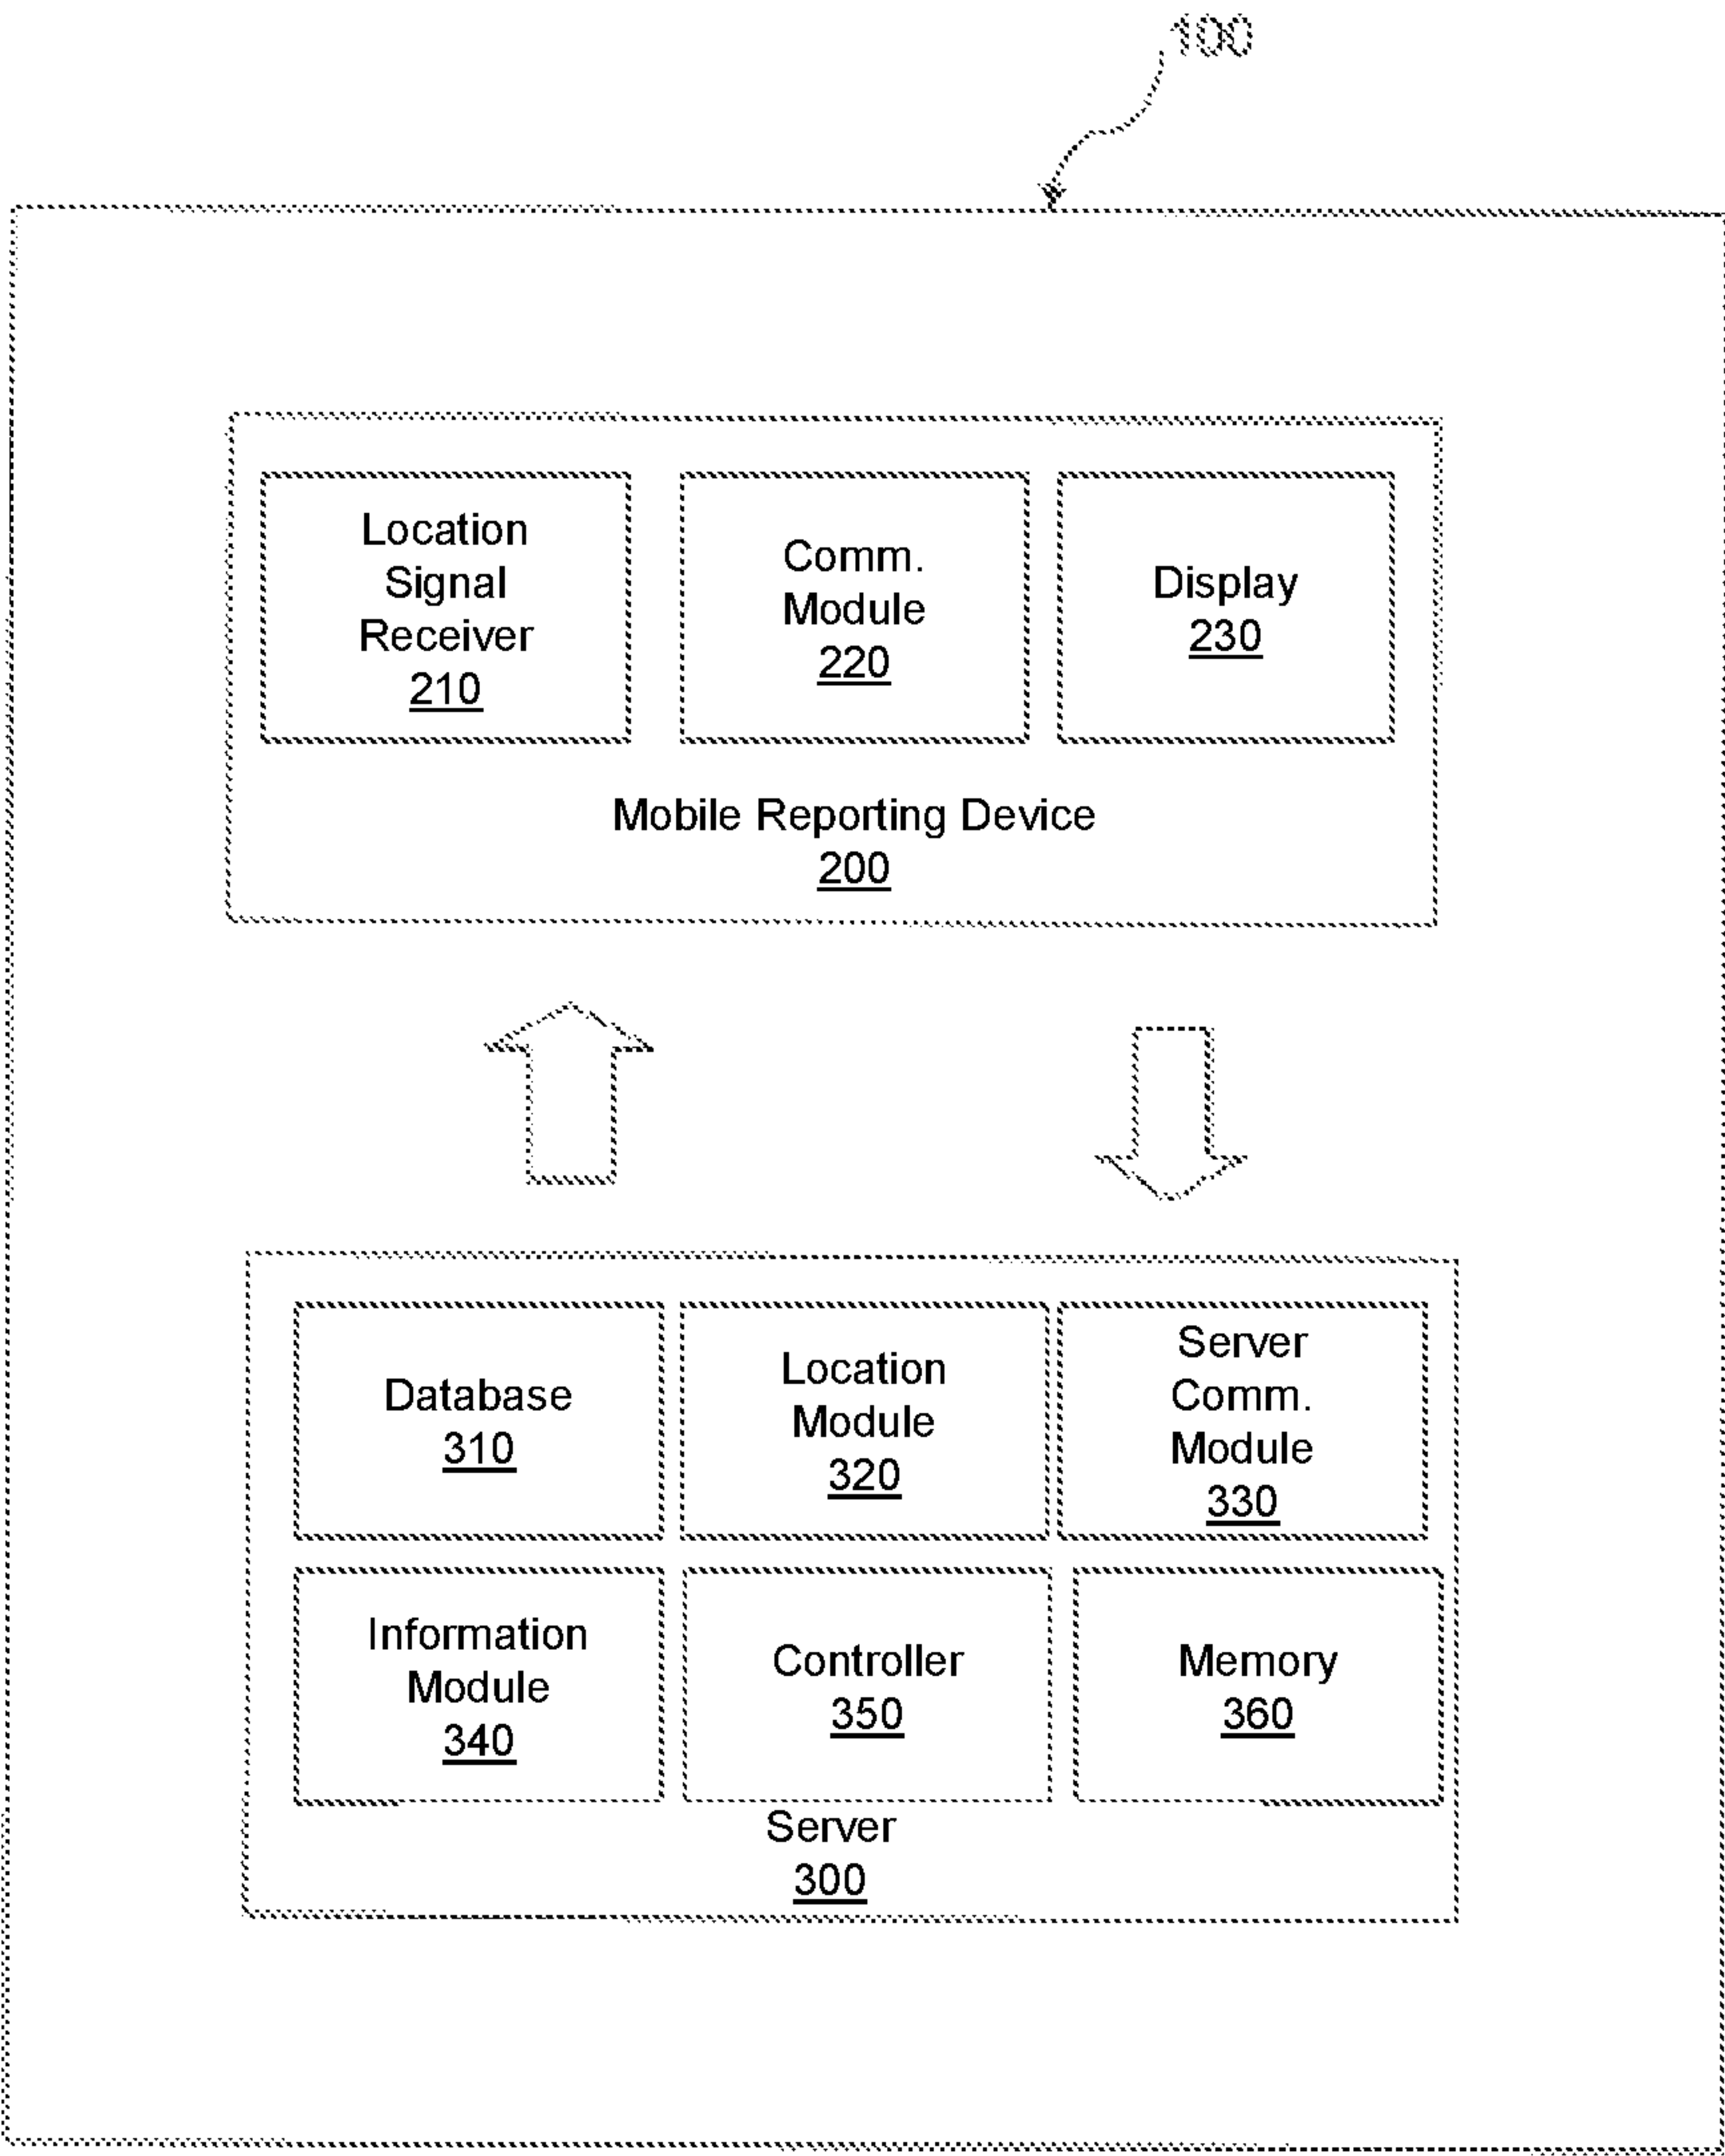 100
Location
Signal
Receiver
210
Comm.
Module
220
Display
230
Mobile Reporting Device
200
Database
310
Location
Module
320
Server
Comm.
Module
330
Information
Module
340
Controller
350
Memory
360
Server
300